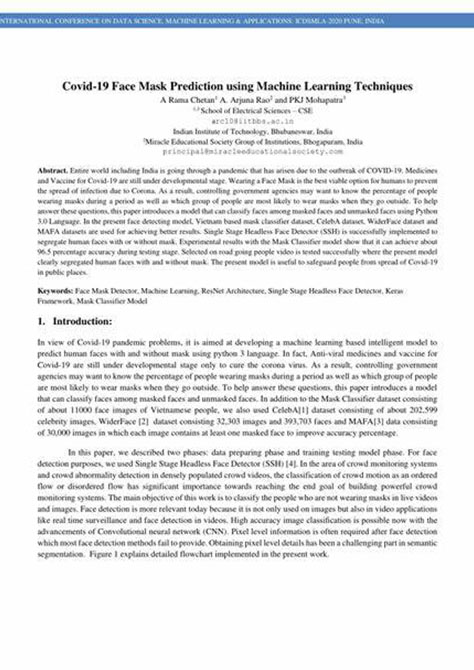 INTERNATIONAL CONFERENCE ON DATA SCIENCE, MACHINE LEARNING & APPLICATIONS: ICDSMLA-2020 PUNE, INDIA
Covid-19 Face Mask Prediction using Machine Learning Techniques
A Rama Chetan1 A. Arjuna Rao2 and PKJ Mohapatra3
School of Electrical Sciences – CSE
arc10@iitbbs.ac.in
Indian Institute of Technology, Bhubaneswar, India
2Miracle Educational Society Group of Institutions, Bhogapuram, India
principal@miracleeducationalsociety.com
Abstract. Entire world including India is going through a pandemic that has arisen due to the outbreak of COVID-19. Medicines
and Vaccine for Covid-19 are still under developmental stage. Wearing a Face Mask is the best viable option for humans to prevent
the spread of infection due to Corona. As a result, controlling government agencies may want to know the percentage of people
wearing masks during a period as well as which group of people are most likely to wear masks when they go outside. To help
answer these questions, this paper introduces a model that can classify faces among masked faces and unmasked faces using Python
3.0 Language. In the present face detecting model, Vietnam based mask classifier dataset, CelebA dataset, WiderFace dataset and
MAFA datasets are used for achieving better results. Single Stage Headless Face Detector (SSH) is successfully implemented to
segregate human faces with or without mask. Experimental results with the Mask Classifier model show that it can achieve about
96.5 percentage accuracy during testing stage. Selected on road going people video is tested successfully where the present model
clearly segregated human faces with and without mask. The present model is useful to safeguard people from spread of Covid-19
in public places.
Keywords: Face Mask Detector, Machine Learning, ResNet Architecture, Single Stage Headless Face Detector, Keras
Framework, Mask Classifier Model
1. Introduction:
In view of Covid-19 pandemic problems, it is aimed at developing a machine learning based intelligent model to
predict human faces with and without mask using python 3 language. In fact, Anti-viral medicines and vaccine for
Covid-19 are still under developmental stage only to cure the corona virus. As a result, controlling government
agencies may want to know the percentage of people wearing masks during a period as well as which group of people
are most likely to wear masks when they go outside. To help answer these questions, this paper introduces a model
that can classify faces among masked faces and unmasked faces. In addition to the Mask Classifier dataset consisting
of about 11000 face images of Vietnamese people, we also used CelebA[1] dataset consisting of about 202,599
celebrity images, WiderFace [2] dataset consisting 32,303 images and 393,703 faces and MAFA[3] data consisting
of 30,000 images in which each image contains at least one masked face to improve accuracy percentage.
In this paper, we described two phases: data preparing phase and training testing model phase. For face
detection purposes, we used Single Stage Headless Face Detector (SSH) [4]. In the area of crowd monitoring systems
and crowd abnormality detection in densely populated crowd videos, the classification of crowd motion as an ordered
flow or disordered flow has significant importance towards reaching the end goal of building powerful crowd
monitoring systems. The main objective of this work is to classify the people who are not wearing masks in live videos
and images. Face detection is more relevant today because it is not only used on images but also in video applications
like real time surveillance and face detection in videos. High accuracy image classification is possible now with the
advancements of Convolutional neural network (CNN). Pixel level information is often required after face detection
which most face detection methods fail to provide. Obtaining pixel level details has been a challenging part in semantic
segmentation. Figure 1 explains detailed flowchart implemented in the present work.